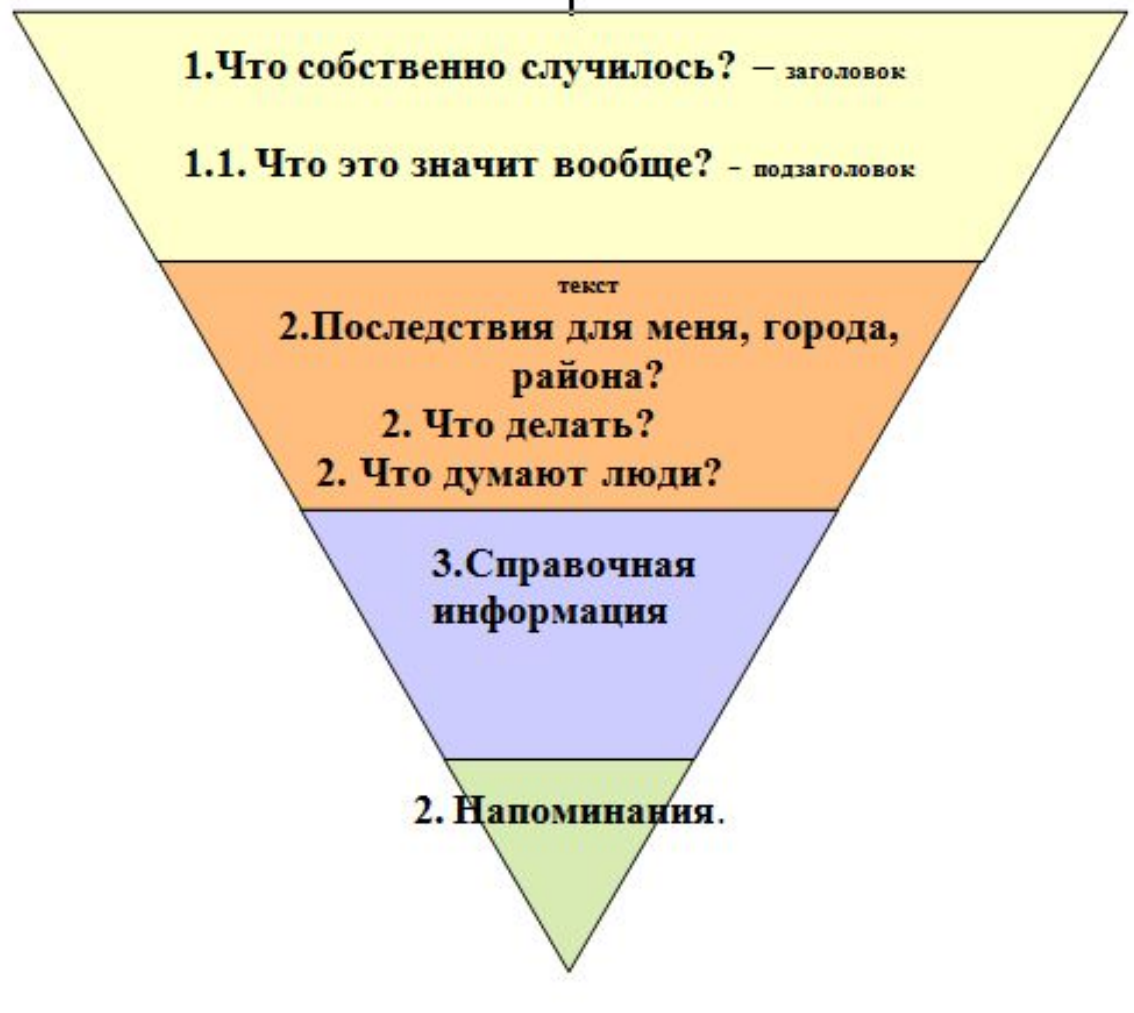 1.Что собственно случилось? – заголовок
1.1. Что это значит вообще? - подзаголовок
текст
2.Последствия для меня, города,
района?
2. Что делать?
2. Что думают люди?
3.Справочная
информация
2. Напоминания.